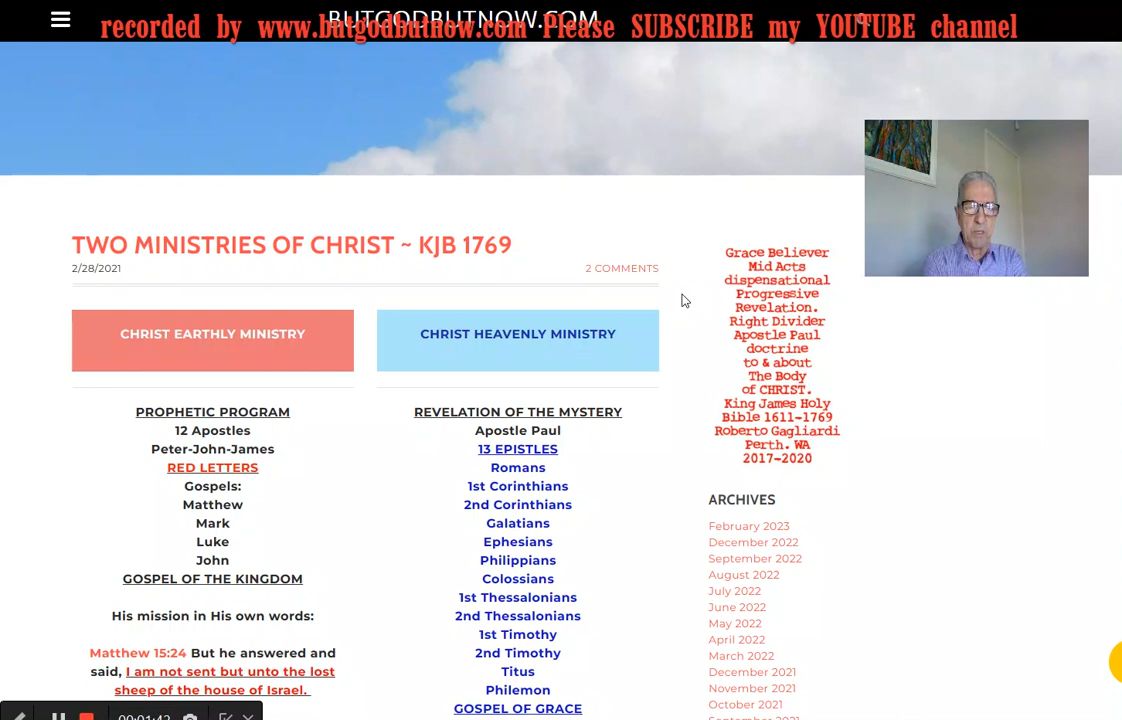 BUTGODBUTNOW.COM
recorded by www.butgodbutnow.com Please SUBSCRIBE my YOUTUBE channel
TWO MINISTRIES OF CHRIST ~ KJB 1769
2/28/2021
2 COMMENTS
CHRIST EARTHLY MINISTRY
PROPHETIC PROGRAM
12 Apostles
Peter-John-James
RED LETTERS
Gospels:
Matthew
Mark
Luke
John
GOSPEL OF THE KINGDOM
His mission in His own words:
Matthew 15:24 But he answered and
said, I am not sent but unto the lost
sheep of the house of Israel.
CHRIST HEAVENLY MINISTRY
REVELATION OF THE MYSTERY
Apostle Paul
13 EPISTLES
Romans
1st Corinthians
2nd Corinthians
Galatians
Ephesians
Philippians
Colossians
1st Thessalonians
2nd Thessalonians
1st Timothy
2nd Timothy
Titus
Philemon
GOSPEL OF GRACE
Grace Believer
Mid Acts
dispensational
Progressive
Revelation.
Right Divider
Apostle Paul
doctrine
to & about
The Body
of CHRIST.
King James Holy
Bible 1611-1769
Roberto Gagliardi
Perth. WA
2017-2020
ARCHIVES
February 2023
December 2022
September 2022
August 2022
July 2022
June 2022
May 2022
April 2022
March 2022
December 2021
November 2021
October 2021
September 2021
00:01:42